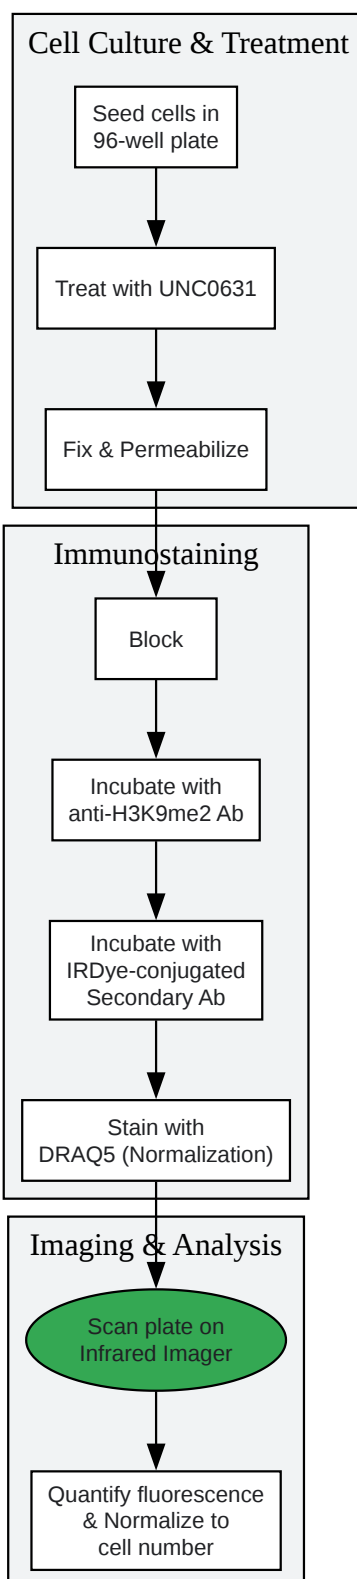 Cell Culture & Treatment
Seed cells in
96-well plate
Treat with UNC0631
Fix & Permeabilize
Immunostaining
Block
Incubate with
anti-H3K9me2 Ab
Incubate with
IRDye-conjugated
Secondary Ab
Stain with
DRAQ5 (Normalization)
Imaging & Analysis
Scan plate on
Infrared Imager
Quantify fluorescence
& Normalize to
cell number